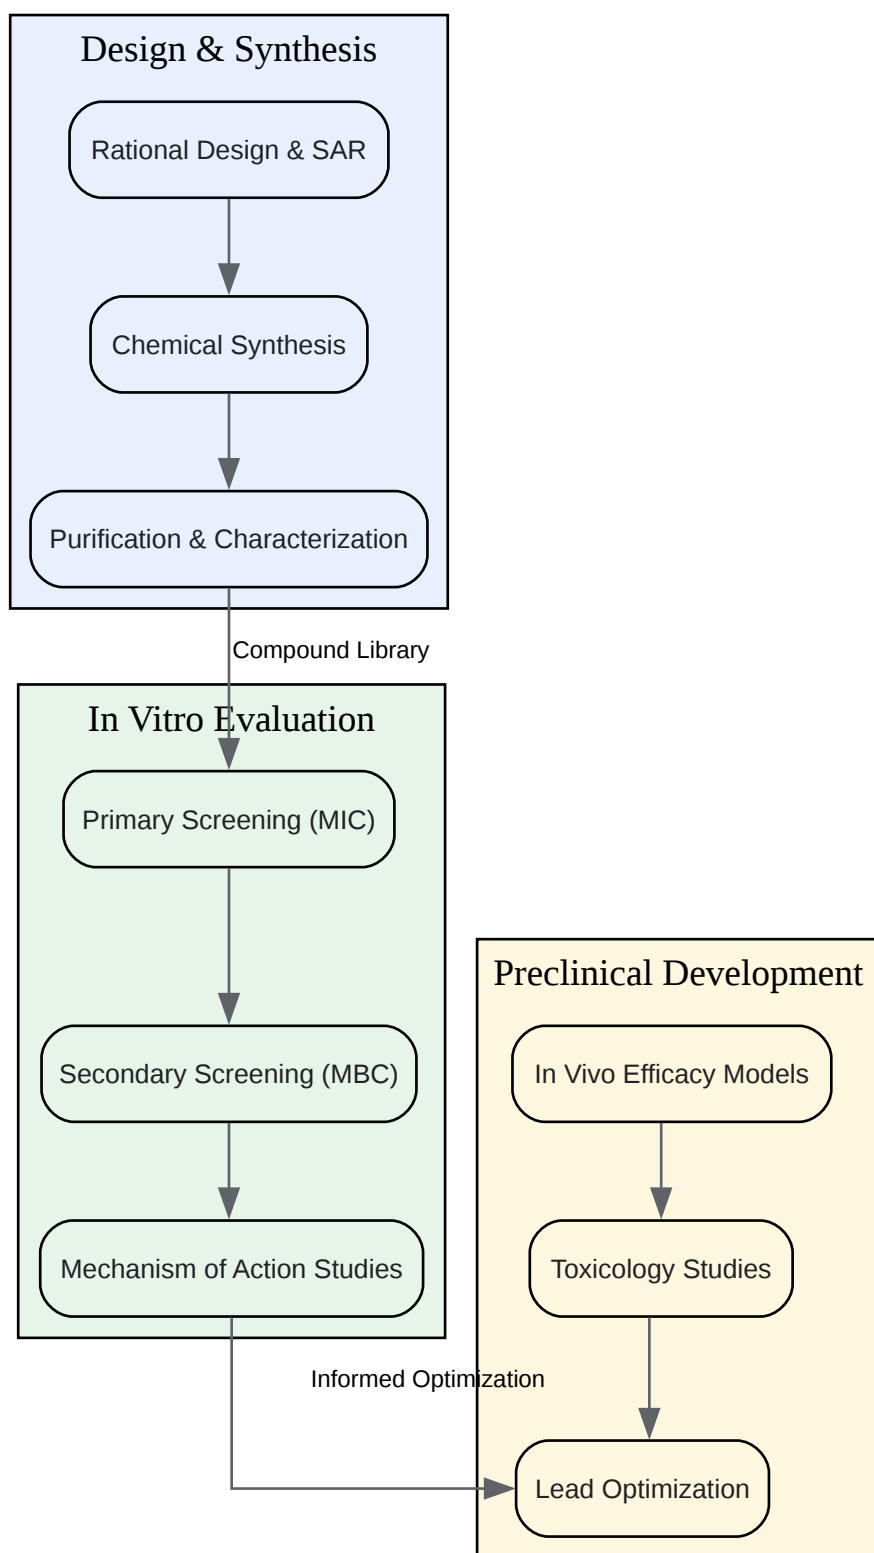 Design & Synthesis
Rational Design & SAR
Chemical Synthesis
Purification & Characterization
Compound Library
In Vitro Evaluation
Primary Screening (MIC)
Secondary Screening (MBC)
Mechanism of Action Studies
Preclinical Development
In Vivo Efficacy Models
Toxicology Studies
Informed Optimization
Lead Optimization